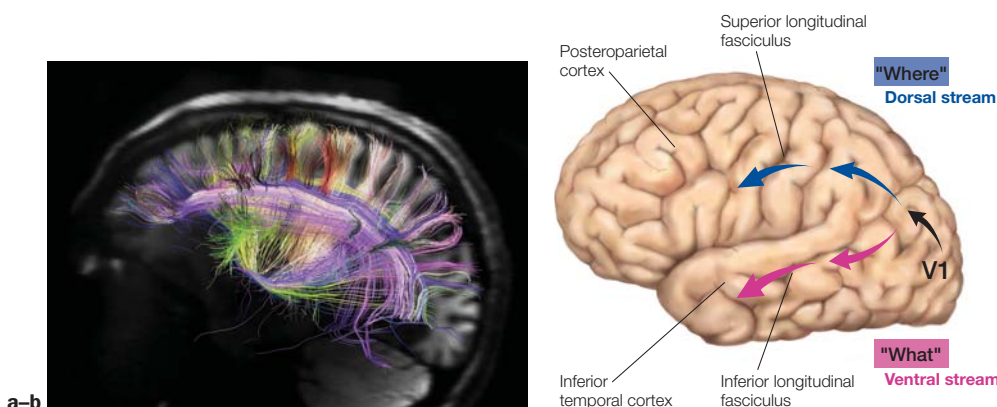 Superior longitudinal
fasciculus
Posteroparietal
cortex
"Where"
Dorsal stream
V1
"What"
Ventral stream
Inferior
temporal cortex
Inferior longitudinal
fasciculus
a–b